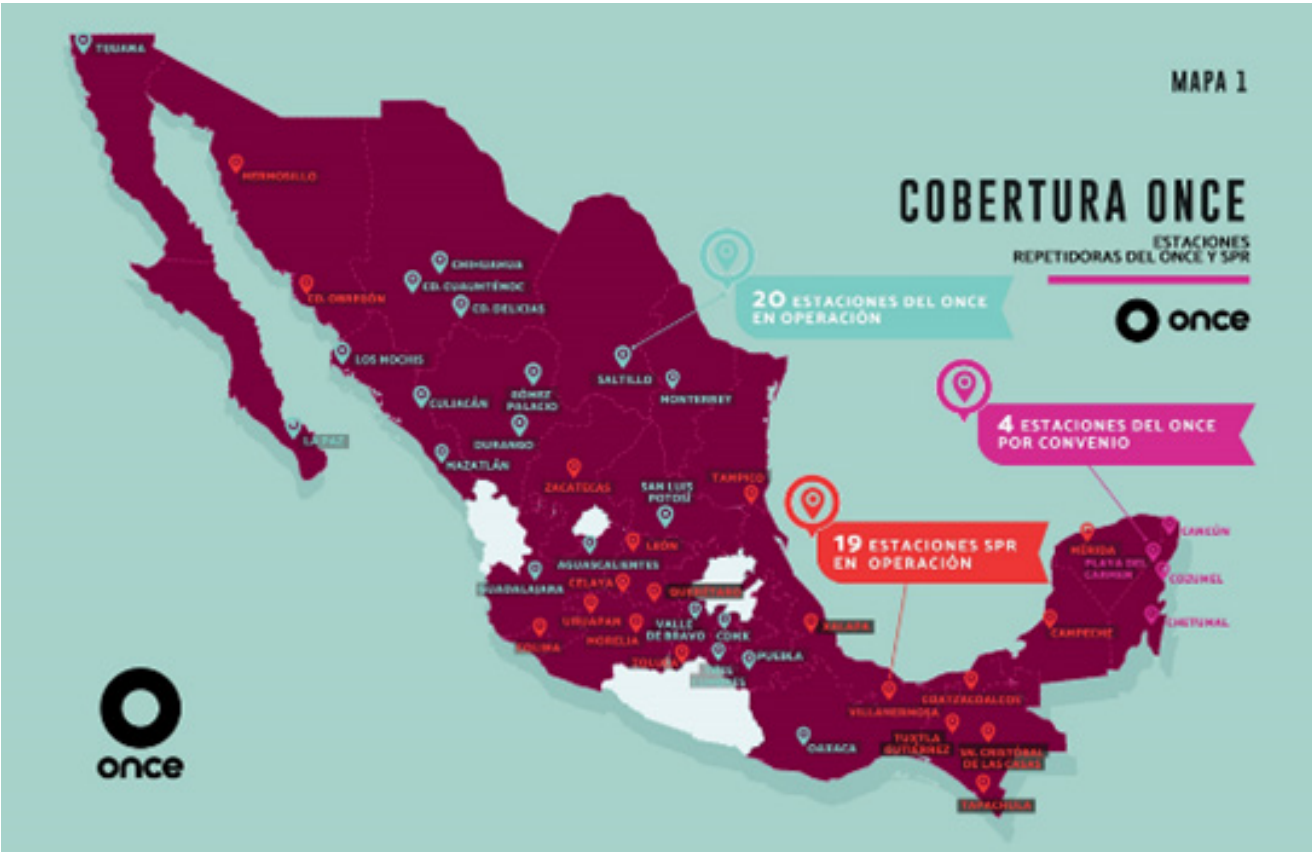 MAPA 1
COBERTURA ONCE
ESTACIONES
REPETIDORAS DEL ONCE Y SPR
once
20 ESTACIONES DEL ONCE
EN OPERACIÓN
4 ESTACIONES DEL ONCE
POR CONVENIO
19 ESTACIONES SPR
EN OPERACIÓN
TIJUANA
HERMOSILLO
CHIHUAHUA
CD. CUAUHTÉMOC
CD. DELICIAS
CD. OBREGÓN
LOS MOCHIS
SALTILLO
MONTERREY
GÓMEZ
PALACIO
CULIACÁN
DURANGO
LA PAZ
MAZATLÁN
ZACATECAS
SAN LUIS
POTOSÍ
TAMPICO
LEÓN
AGUASCALIENTES
GUADALAJARA
CELAYA
QUERÉTARO
URUAPAN
MORELIA
VALLE
DE BRAVO
CDMX
COLIMA
TOLUCA
PUEBLA
XALAPA
MÉRIDA
CANCÚN
PLAYA DEL
CARMEN
COZUMEL
CHETUMAL
CAMPECHE
COATZACOALCOS
VILLAHERMOSA
TUXTLA
GUTIÉRREZ
SN. CRISTÓBAL
DE LAS CASAS
OAXACA
TAPACHULA
once